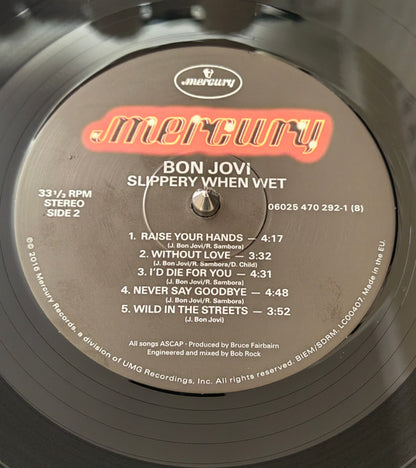 mercury
mercury
BON JOVI
SLIPPERY WHEN WET
33 1/3 RPM
STEREO
SIDE 2
06025 470 292-1 (8)
1. RAISE YOUR HANDS — 4:17
(J. Bon Jovi/R. Sambora)
2. WITHOUT LOVE — 3:32
(J. Bon Jovi/R. Sambora/D. Child)
3. I'D DIE FOR YOU — 4:31
(J. Bon Jovi/R. Sambora)
4. NEVER SAY GOODBYE — 4:48
(J. Bon Jovi/R. Sambora)
5. WILD IN THE STREETS — 3:52
(J. Bon Jovi)
All songs ASCAP · Produced by Bruce Fairbairn
Engineered and mixed by Bob Rock
℗© 2016 Mercury Records, a division of UMG Recordings, Inc. All rights reserved. BIEM/SDRM. LC00407. Made in the EU.